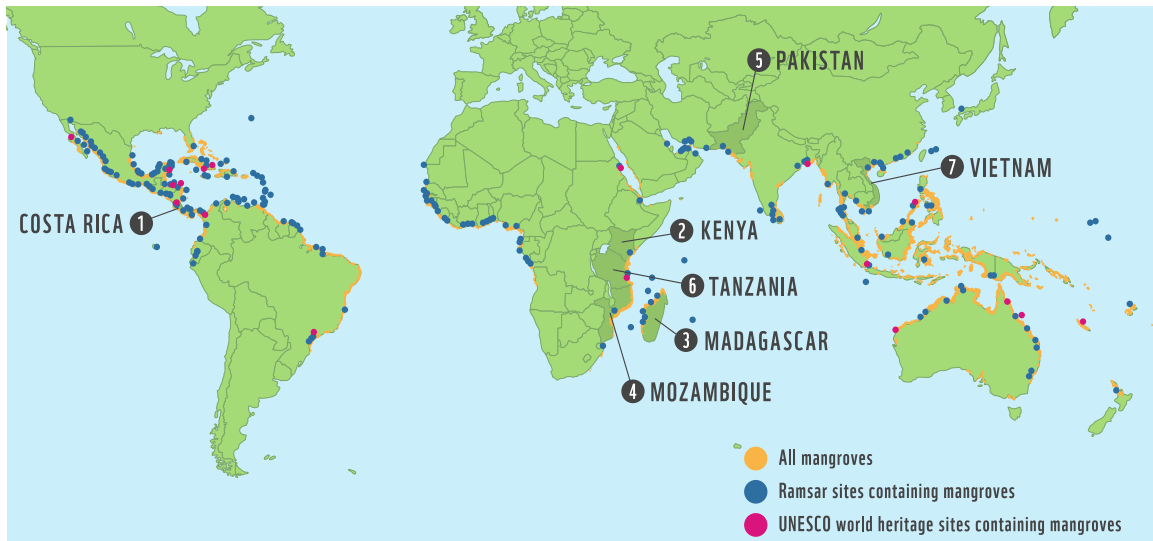 5 PAKISTAN
7 VIETNAM
COSTA RICA 1
2 KENYA
6 TANZANIA
3 MADAGASCAR
4 MOZAMBIQUE
All mangroves
Ramsar sites containing mangroves
UNESCO world heritage sites containing mangroves